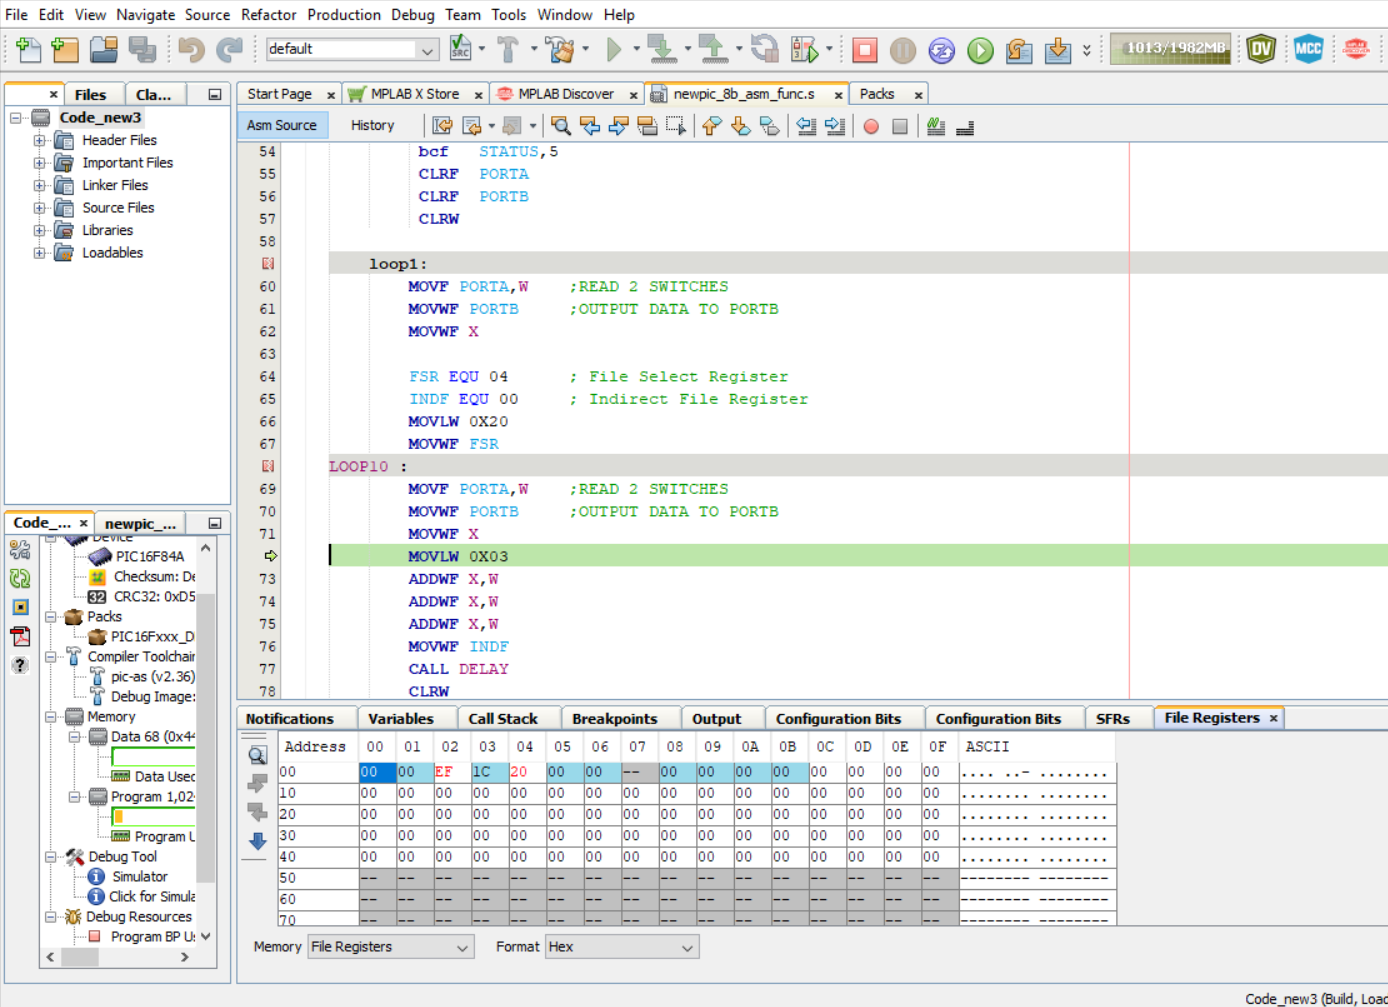 File Edit View Navigate Source Refactor Production Debug Team Tools Window Help
default
SRC
1013/1982MB
DV
MCC
Files Cla...
Start Page MPLAB X Store MPLAB Discover newpic_8b_asm_func.s Packs
Code_new3
Header Files
Important Files
Linker Files
Source Files
Libraries
Loadables
Asm Source History
54 bcf STATUS,5
55 CLRF PORTA
56 CLRF PORTB
57 CLRW
58
loop1:
60 MOVF PORTA,W ;READ 2 SWITCHES
61 MOVWF PORTB ;OUTPUT DATA TO PORTB
62 MOVWF X
63
64 FSR EQU 04 ; File Select Register
65 INDF EQU 00 ; Indirect File Register
66 MOVLW 0X20
67 MOVWF FSR
LOOP10 :
69 MOVF PORTA,W ;READ 2 SWITCHES
70 MOVWF PORTB ;OUTPUT DATA TO PORTB
71 MOVWF X
MOVLW 0X03
73 ADDWF X,W
74 ADDWF X,W
75 ADDWF X,W
76 MOVWF INDF
77 CALL DELAY
78 CLRW
Code_... newpic_...
Device
PIC16F84A
Checksum: De
32 CRC32: 0xD5
Packs
PIC16Fxxx_D
Compiler Toolchain
pic-as (v2.36)
Debug Image:
Memory
Data 68 (0x44
Data Used
Program 1,02
Program U
Debug Tool
Simulator
Click for Simula
Debug Resources
Program BP Us
Notifications Variables Call Stack Breakpoints Output Configuration Bits Configuration Bits SFRs File Registers
Address 00 01 02 03 04 05 06 07 08 09 0A 0B 0C 0D 0E 0F ASCII
00 00 00 EF 1C 20 00 00 -- 00 00 00 00 00 00 00 00 .... ..- ........
10 00 00 00 00 00 00 00 00 00 00 00 00 00 00 00 00 ........ ........
20 00 00 00 00 00 00 00 00 00 00 00 00 00 00 00 00 ........ ........
30 00 00 00 00 00 00 00 00 00 00 00 00 00 00 00 00 ........ ........
40 00 00 00 00 00 00 00 00 00 00 00 00 00 00 00 00 ........ ........
50 -- -- -- -- -- -- -- -- -- -- -- -- -- -- -- -- -------- --------
60 -- -- -- -- -- -- -- -- -- -- -- -- -- -- -- -- -------- --------
70 -- -- -- -- -- -- -- -- -- -- -- -- -- -- -- -- -------- --------
Memory File Registers Format Hex
Code_new3 (Build, Load